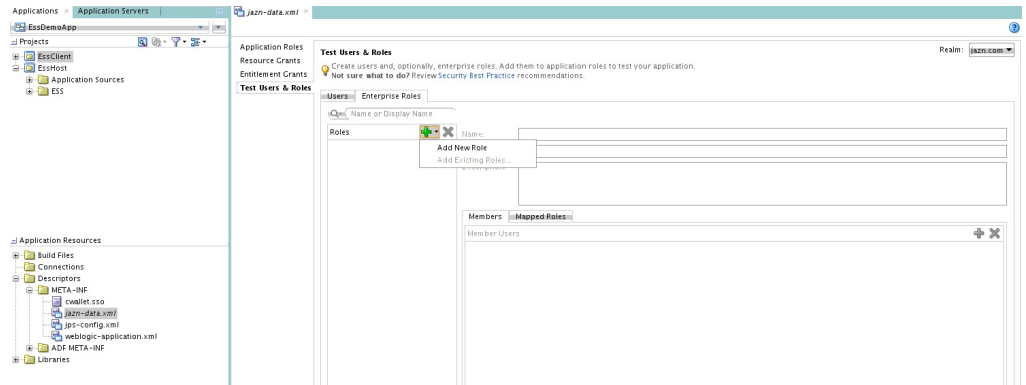 Applications
Application Servers
EssDemoApp
Projects
EssClient
EssHost
Application Sources
ESS
Application Resources
Build Files
Connections
Descriptors
META-INF
cwallet.sso
jazn-data.xml
jps-config.xml
weblogic-application.xml
ADF META-INF
Libraries
jazn-data.xml
Application Roles
Resource Grants
Entitlement Grants
Test Users & Roles
Test Users & Roles
Realm: jazn.com
Create users and, optionally, enterprise roles. Add them to application roles to test your application.
Not sure what to do? Review Security Best Practice recommendations.
Users Enterprise Roles
Name or Display Name
Roles
Add New Role
Add Existing Roles...
Name:
Description:
Members Mapped Roles
Member Users